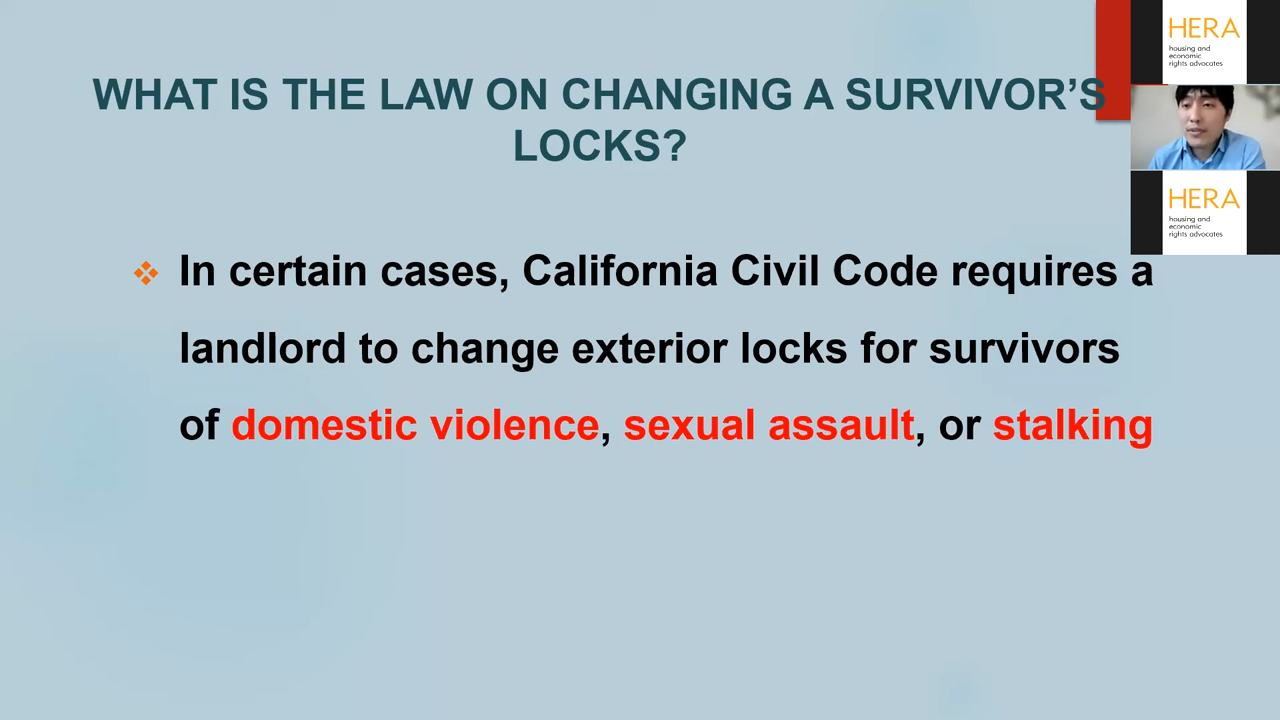 WHAT IS THE LAW ON CHANGING A SURVIVOR’S
LOCKS?
In certain cases, California Civil Code requires a
landlord to change exterior locks for survivors
of domestic violence, sexual assault, or stalking
HERA
housing and
economic
rights advocates
HERA
housing and
economic
rights advocates